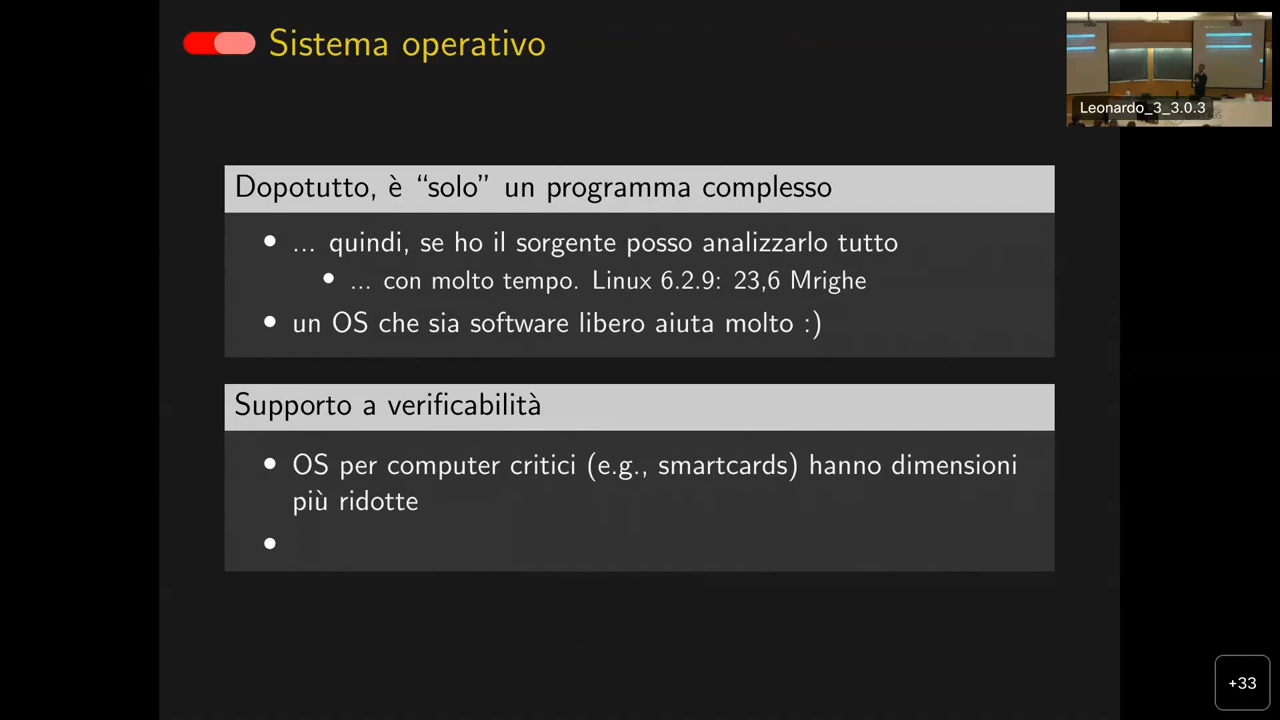 Sistema operativo
Leonardo_3_3.0.3
Dopotutto, è “solo” un programma complesso
... quindi, se ho il sorgente posso analizzarlo tutto
... con molto tempo. Linux 6.2.9: 23,6 Mrighe
un OS che sia software libero aiuta molto :)
Supporto a verificabilità
OS per computer critici (e.g., smartcards) hanno dimensioni
più ridotte
+33